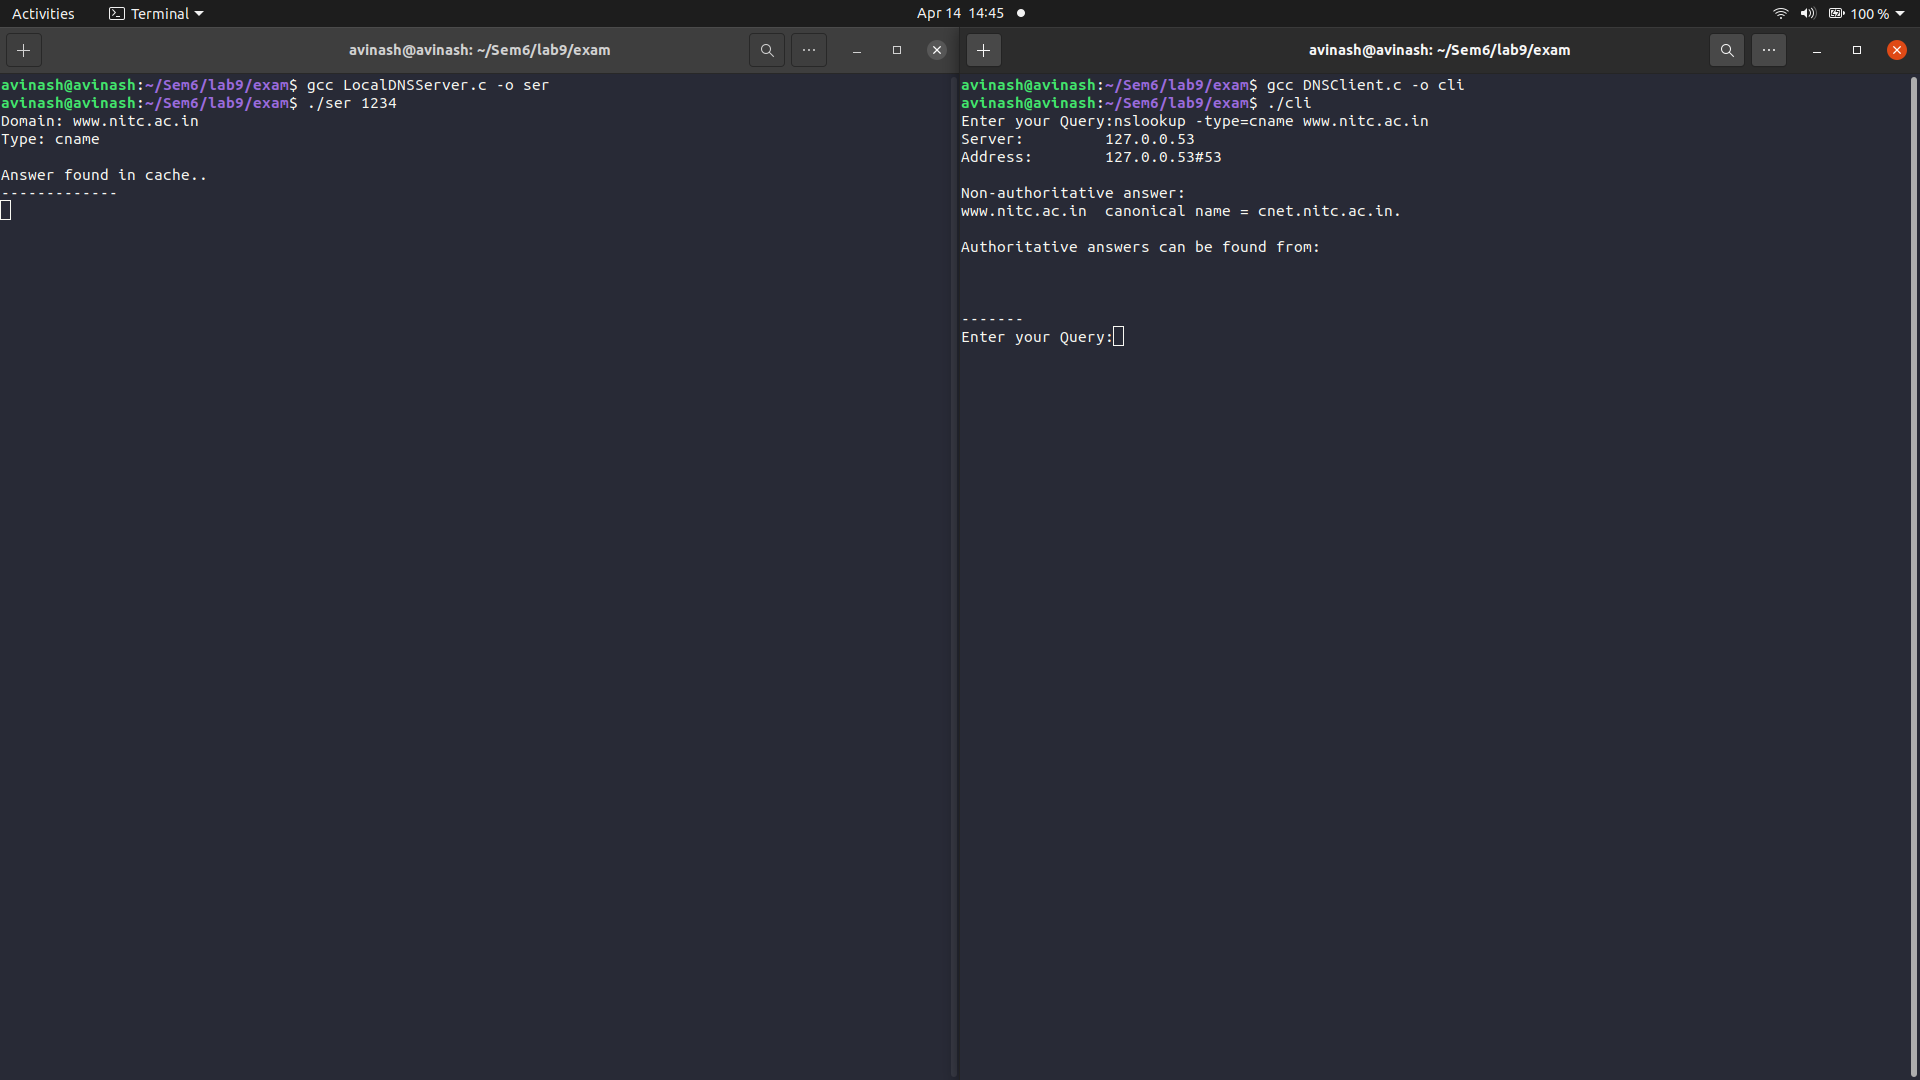 Activities Terminal Apr 14 14:45 100 %
avinash@avinash: ~/Sem6/lab9/exam
avinash@avinash:~/Sem6/lab9/exam$ gcc LocalDNSServer.c -o ser
avinash@avinash:~/Sem6/lab9/exam$ ./ser 1234
Domain: www.nitc.ac.in
Type: cname
Answer found in cache..
-------------
avinash@avinash: ~/Sem6/lab9/exam
avinash@avinash:~/Sem6/lab9/exam$ gcc DNSClient.c -o cli
avinash@avinash:~/Sem6/lab9/exam$ ./cli
Enter your Query:nslookup -type=cname www.nitc.ac.in
Server:         127.0.0.53
Address:        127.0.0.53#53
Non-authoritative answer:
www.nitc.ac.in  canonical name = cnet.nitc.ac.in.
Authoritative answers can be found from:
-------
Enter your Query: